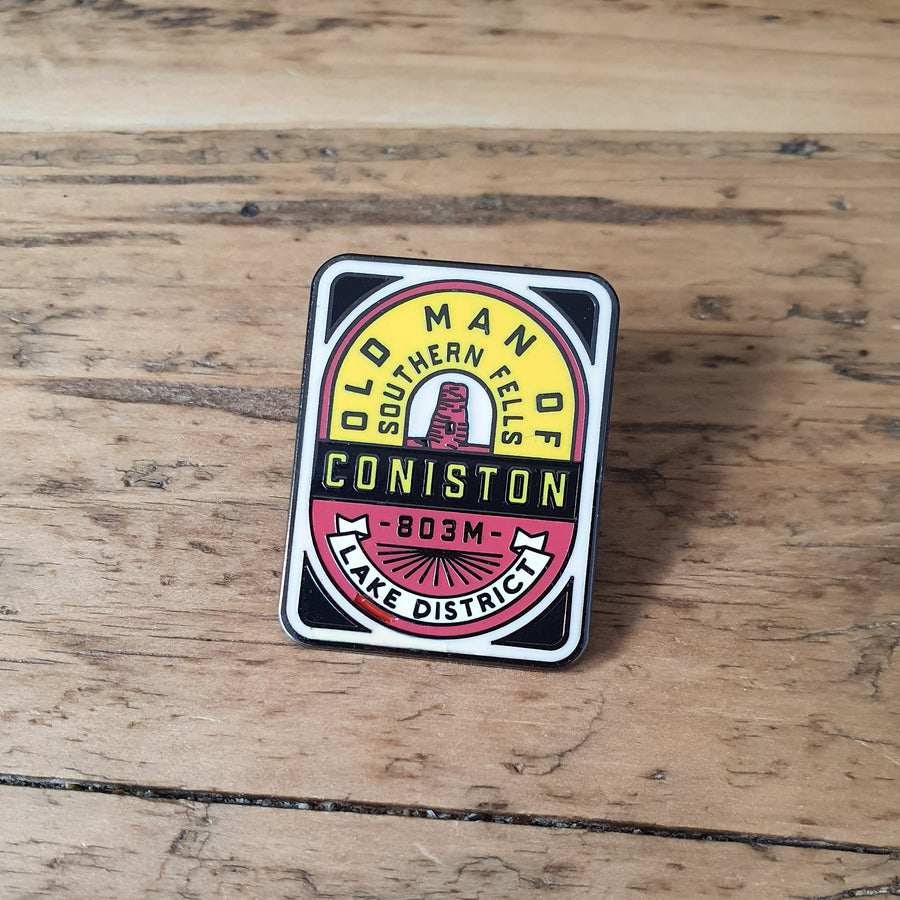 OLD MAN OF
SOUTHERN FELLS
CONISTON
-803M-
LAKE DISTRICT